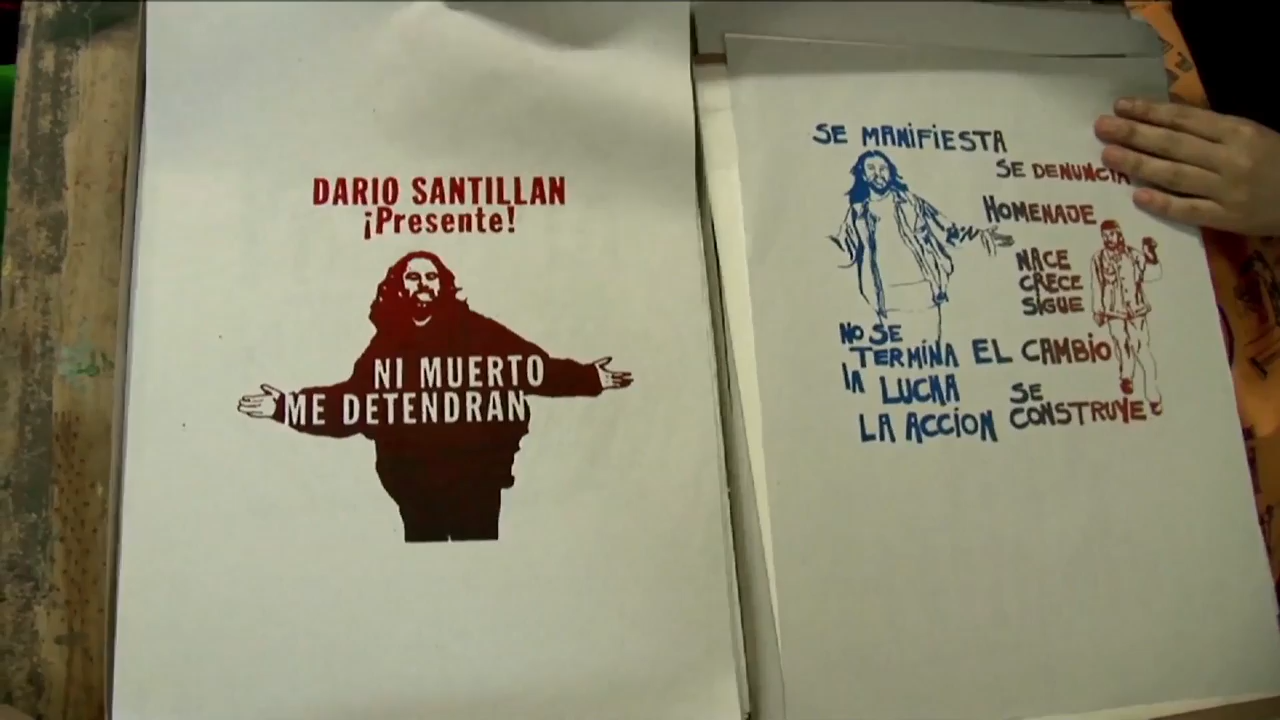 DARIO SANTILLAN
¡Presente!
NI MUERTO
ME DETENDRAN
SE MANIFIESTA
SE DENUNCIA
HOMENAJE
NACE
CRECE
SIGUE
NO SE
TERMINA EL CAMBIO
LA LUCHA
SE
CONSTRUYE
LA ACCION